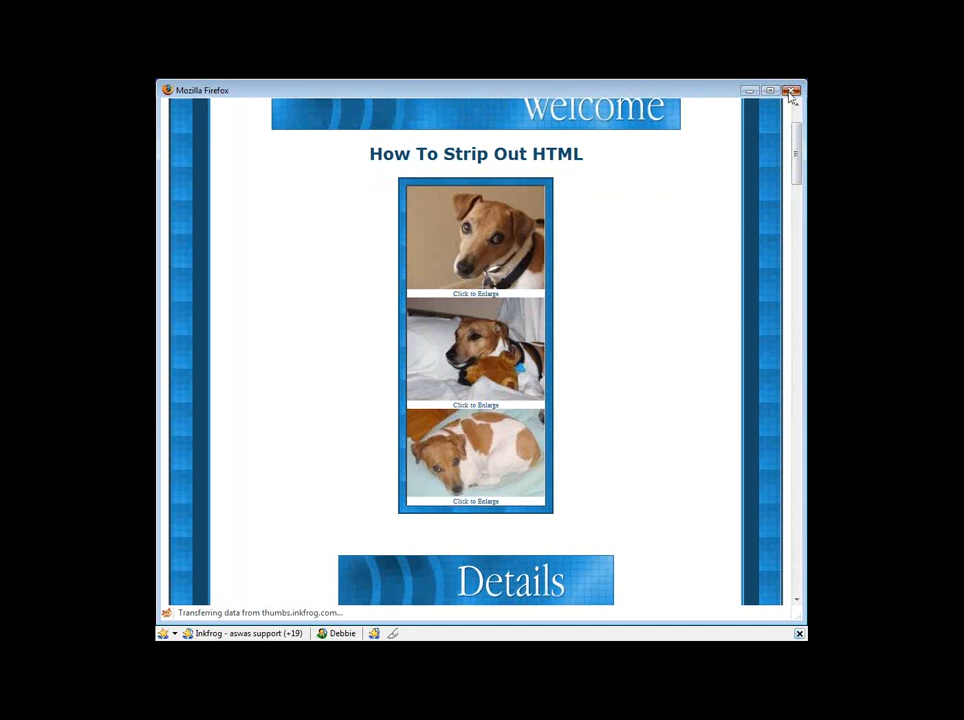 Mozilla Firefox
welcome
How To Strip Out HTML
Click to Enlarge
Click to Enlarge
Click to Enlarge
Details
Transferring data from thumbs.inkfrog.com...
Inkfrog - aswas support (+19) Debbie